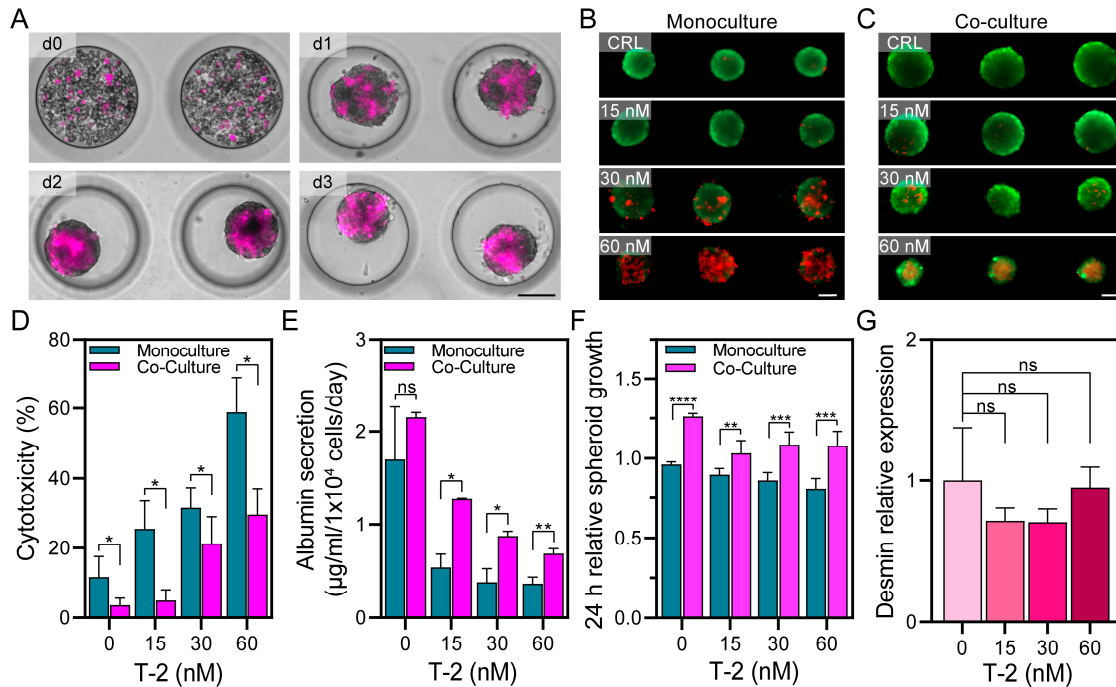 A
d0
d1
d2
d3
B
Monoculture
CRL
15 nM
30 nM
60 nM
C
Co-culture
CRL
15 nM
30 nM
60 nM
D
Cytotoxicity (%)
80
60
40
20
0
Monoculture
Co-Culture
*
*
*
*
0 15 30 60
T-2 (nM)
E
Albumin secretion
(µg/ml/1x10⁴ cells/day)
3
2
1
0
Monoculture
Co-Culture
ns
*
*
**
0 15 30 60
T-2 (nM)
F
24 h relative spheroid growth
1.5
1.0
0.5
0.0
Monoculture
Co-Culture
****
**
***
***
0 15 30 60
T-2 (nM)
G
Desmin relative expression
2
1
0
ns
ns
ns
0 15 30 60
T-2 (nM)